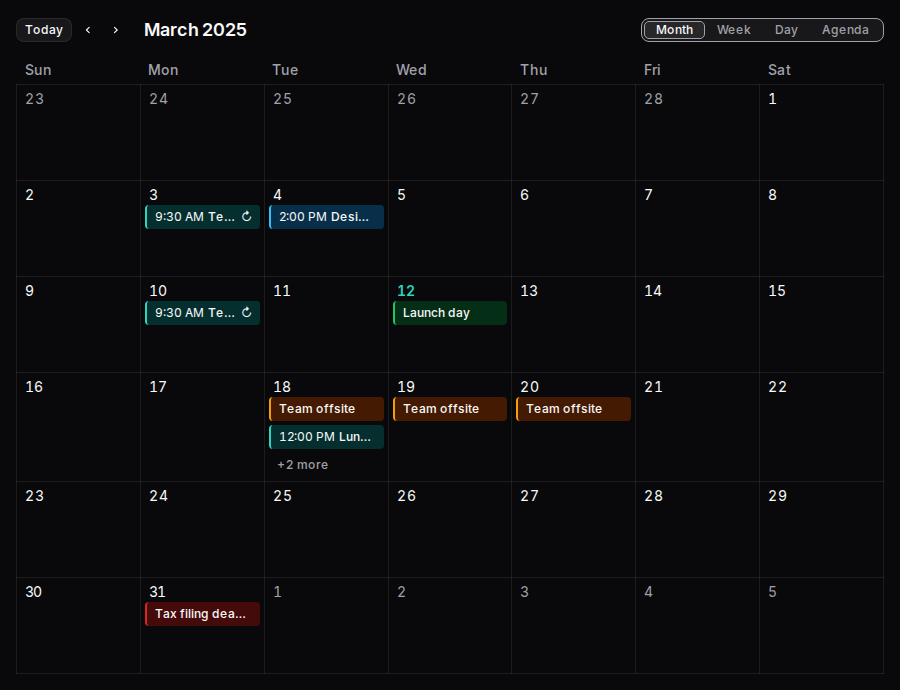 Today ‹ › March 2025 Month Week Day Agenda
Sun Mon Tue Wed Thu Fri Sat
23 24 25 26 27 28 1
2 3 4 5 6 7 8
9:30 AM Te... ↻ 2:00 PM Desi...
9 10 11 12 13 14 15
9:30 AM Te... ↻ Launch day
16 17 18 19 20 21 22
Team offsite Team offsite Team offsite
12:00 PM Lun...
+2 more
23 24 25 26 27 28 29
30 31 1 2 3 4 5
Tax filing dea...